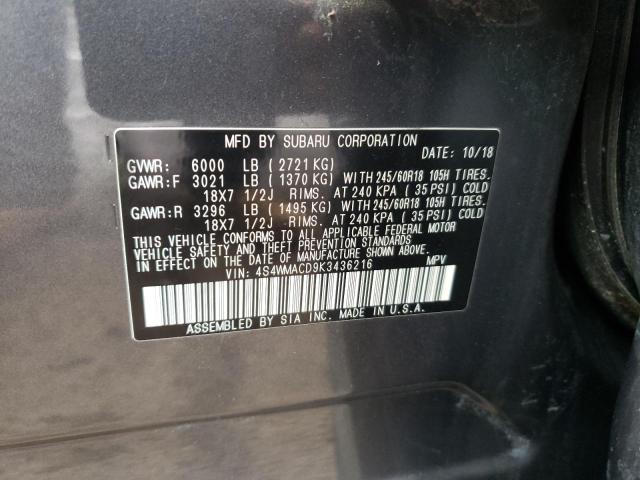 MFD BY SUBARU CORPORATION
DATE: 10/18
GVWR: 6000 LB ( 2721 KG)
GAWR:F 3021 LB ( 1370 KG) WITH 245/60R18 105H TIRES.
18X7 1/2J RIMS. AT 240 KPA ( 35 PSI) COLD
GAWR:R 3296 LB ( 1495 KG) WITH 245/60R18 105H TIRES.
18X7 1/2J RIMS. AT 240 KPA ( 35 PSI) COLD
THIS VEHICLE CONFORMS TO ALL APPLICABLE FEDERAL MOTOR
VEHICLE SAFETY AND THEFT PREVENTION STANDARDS
IN EFFECT ON THE DATE OF MANUFACTURE SHOWN ABOVE.
VIN: 4S4WMACD9K3436216 MPV
ASSEMBLED BY SIA INC. MADE IN U.S.A.